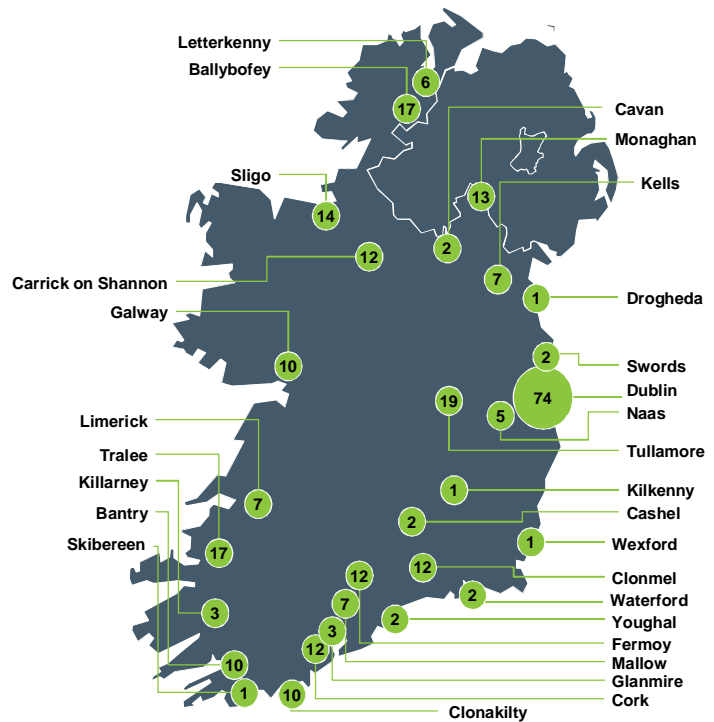 Letterkenny
Ballybofey
6
17
Cavan
Monaghan
Kells
Sligo
13
14
2
12
7
Carrick on Shannon
1
Drogheda
Galway
2
Swords
10
74
Dublin
19
5
Naas
Limerick
Tullamore
Tralee
Killarney
1
Kilkenny
Bantry
7
2
Cashel
Skibereen
1
Wexford
17
12
12
Clonmel
7
2
Waterford
3
2
Youghal
3
Fermoy
12
Mallow
10
Glanmire
1
10
Cork
Clonakilty